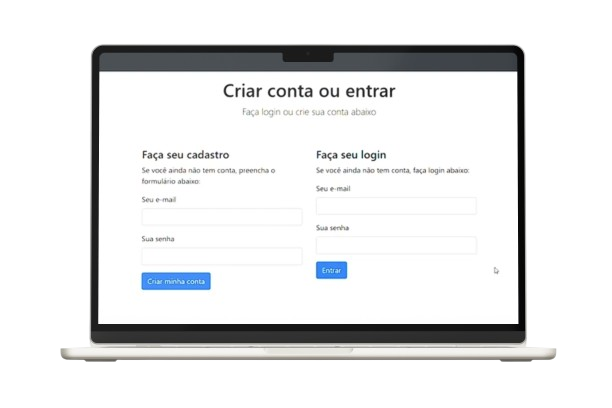 Criar conta ou entrar
Faça login ou crie sua conta abaixo
Faça seu cadastro
Se você ainda não tem conta, preencha o
formulário abaixo:
Seu e-mail
Sua senha
Criar minha conta
Faça seu login
Se você ainda não tem conta, faça login abaixo:
Seu e-mail
Sua senha
Entrar